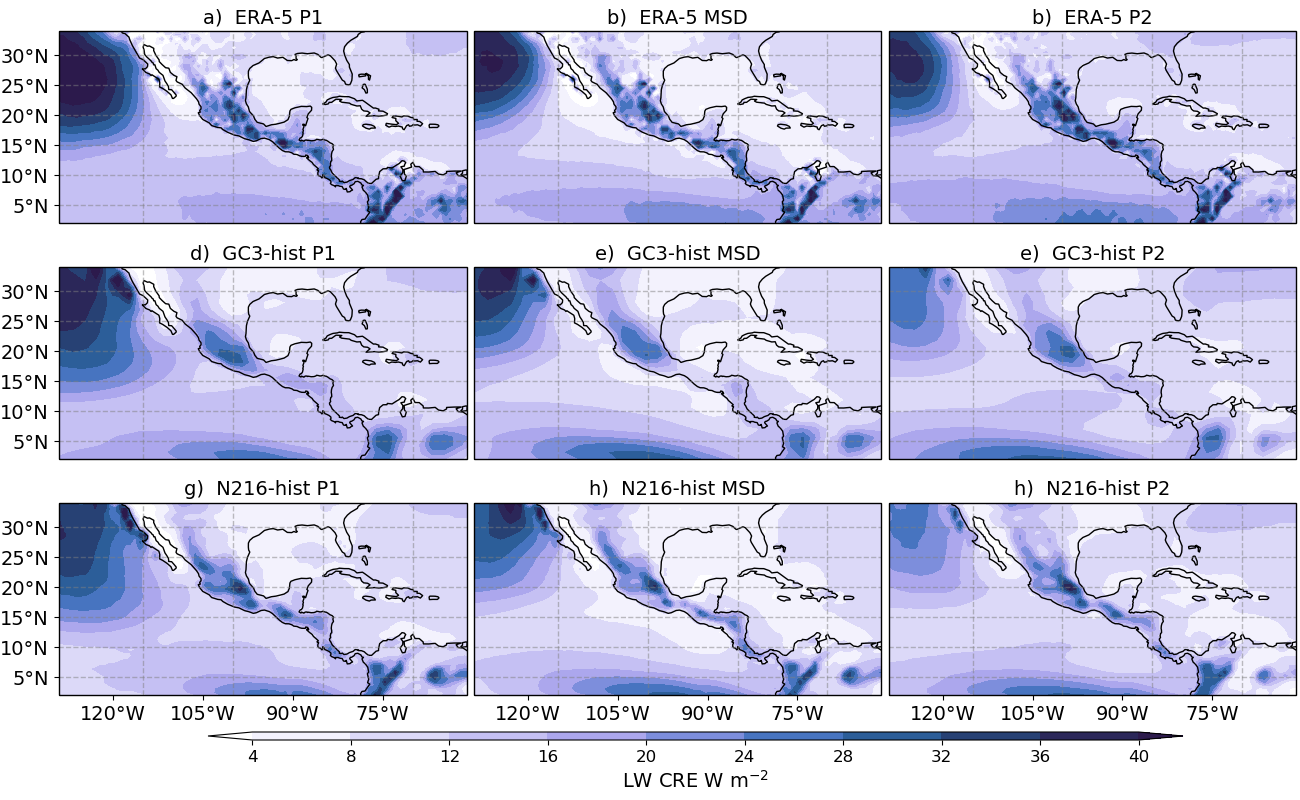 a)  ERA-5 P1
b)  ERA-5 MSD
b)  ERA-5 P2
30°N
25°N
20°N
15°N
10°N
5°N
d)  GC3-hist P1
e)  GC3-hist MSD
e)  GC3-hist P2
30°N
25°N
20°N
15°N
10°N
5°N
g)  N216-hist P1
h)  N216-hist MSD
h)  N216-hist P2
30°N
25°N
20°N
15°N
10°N
5°N
120°W 105°W 90°W 75°W 120°W 105°W 90°W 75°W 120°W 105°W 90°W 75°W
4 8 12 16 20 24 28 32 36 40
LW CRE W m⁻²